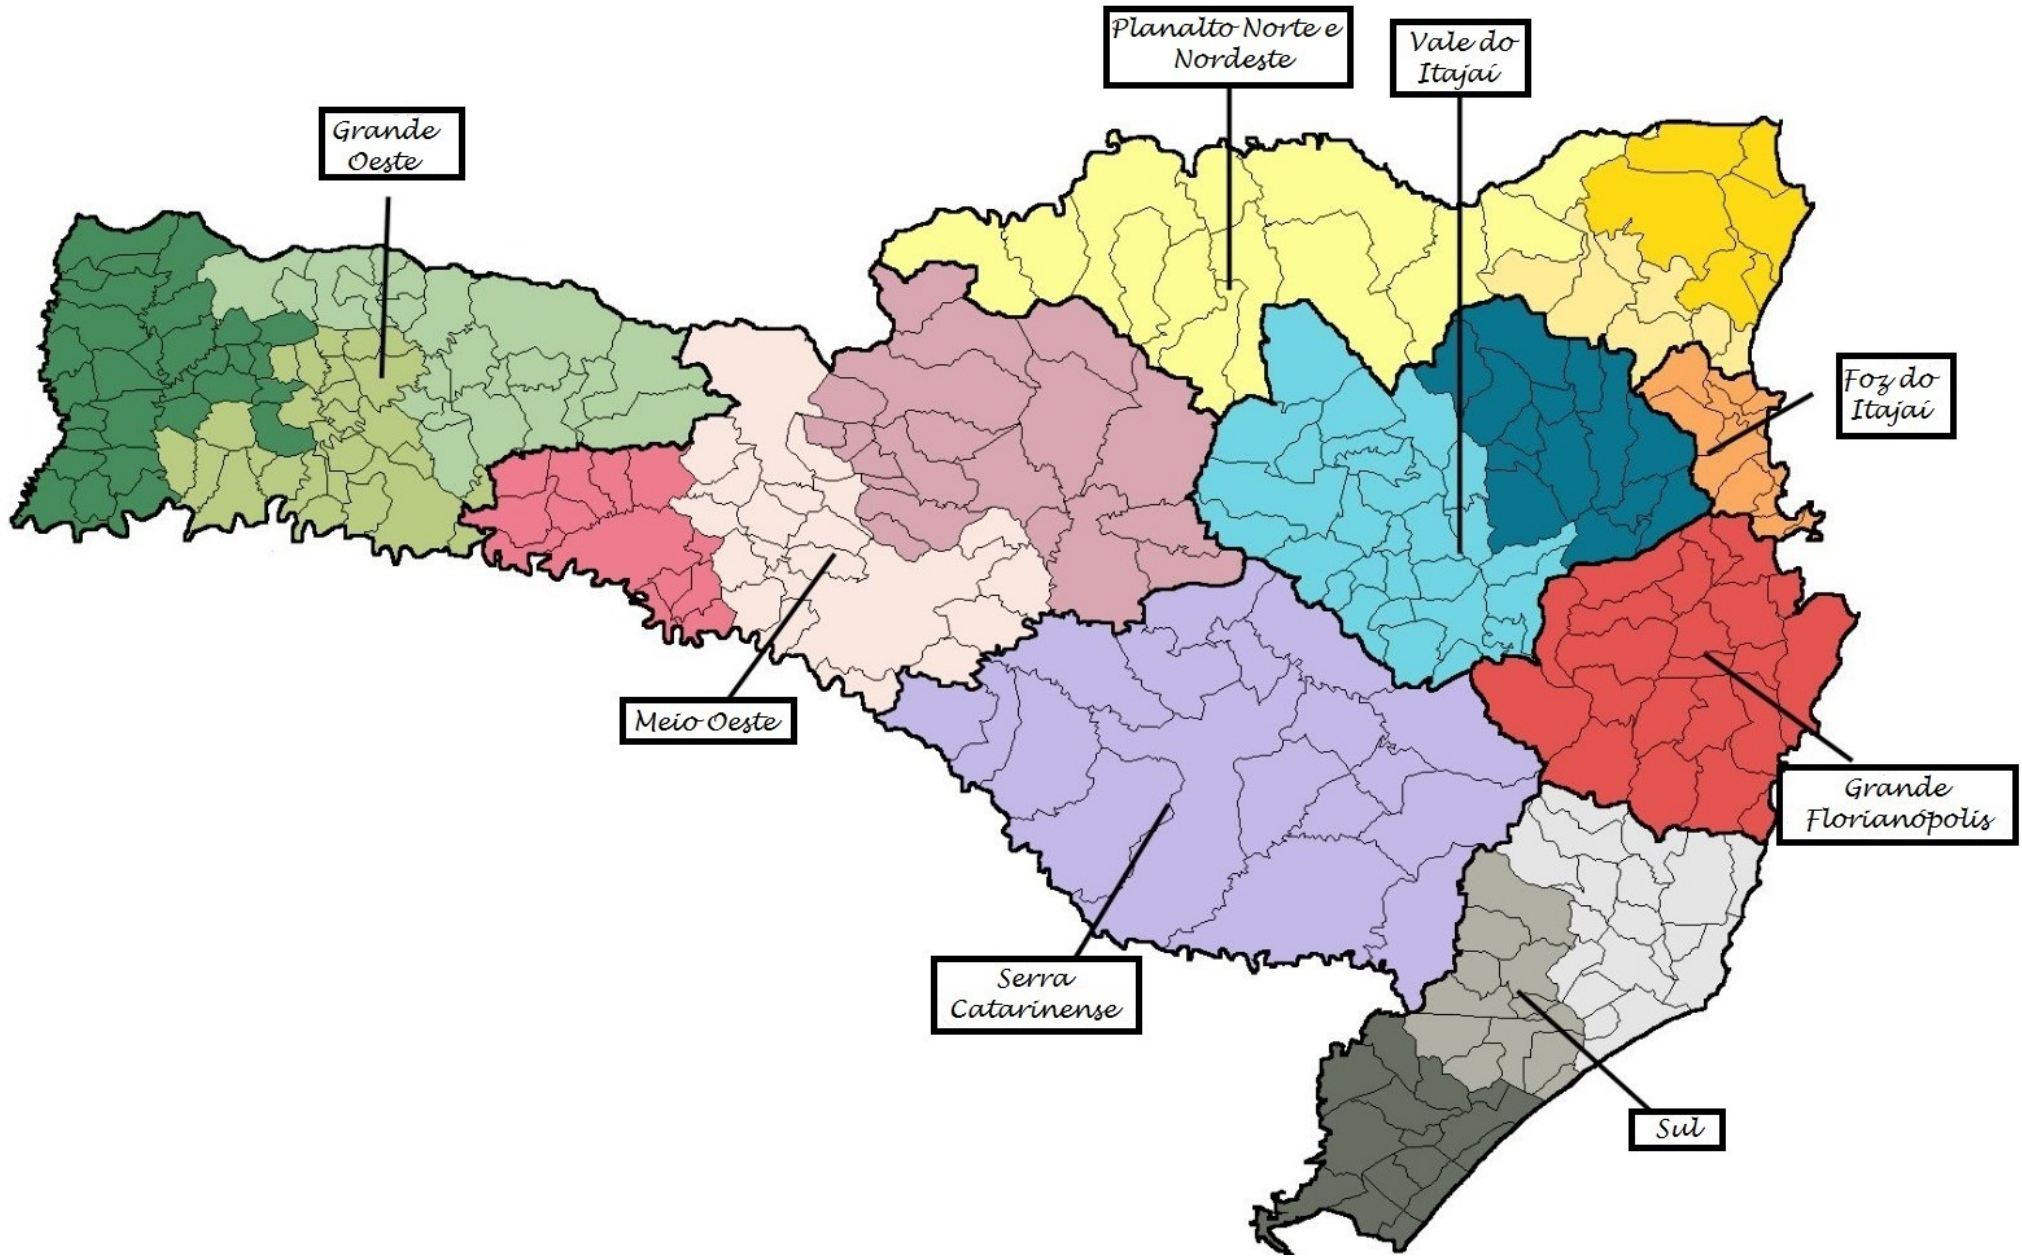 Planalto Norte e
Nordeste
Vale do
Itajaí
Grande
Oeste
Foz do
Itajaí
Meio Oeste
Grande
Florianópolis
Serra
Catarinense
Sul